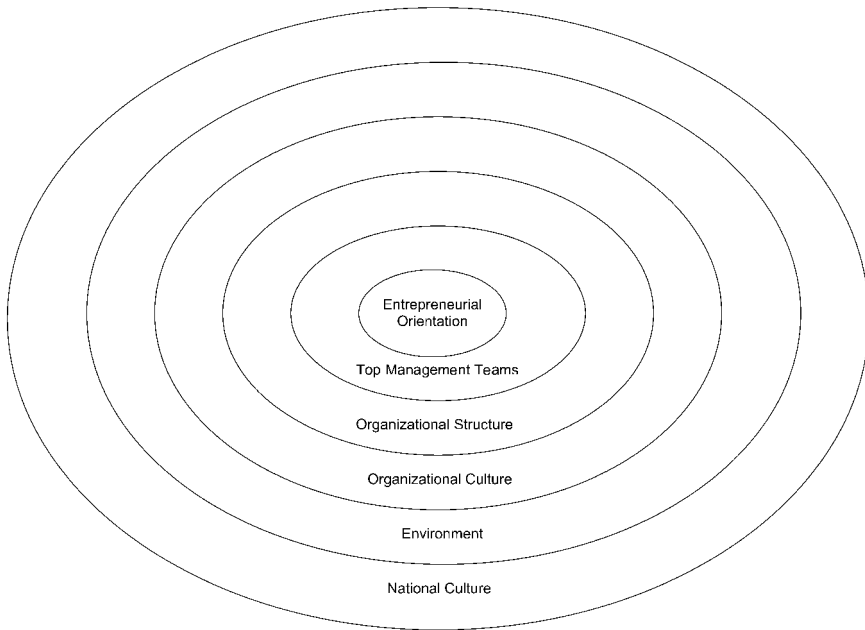 Entrepreneurial
Orientation
Top Management Teams
Organizational Structure
Organizational Culture
Environment
National Culture